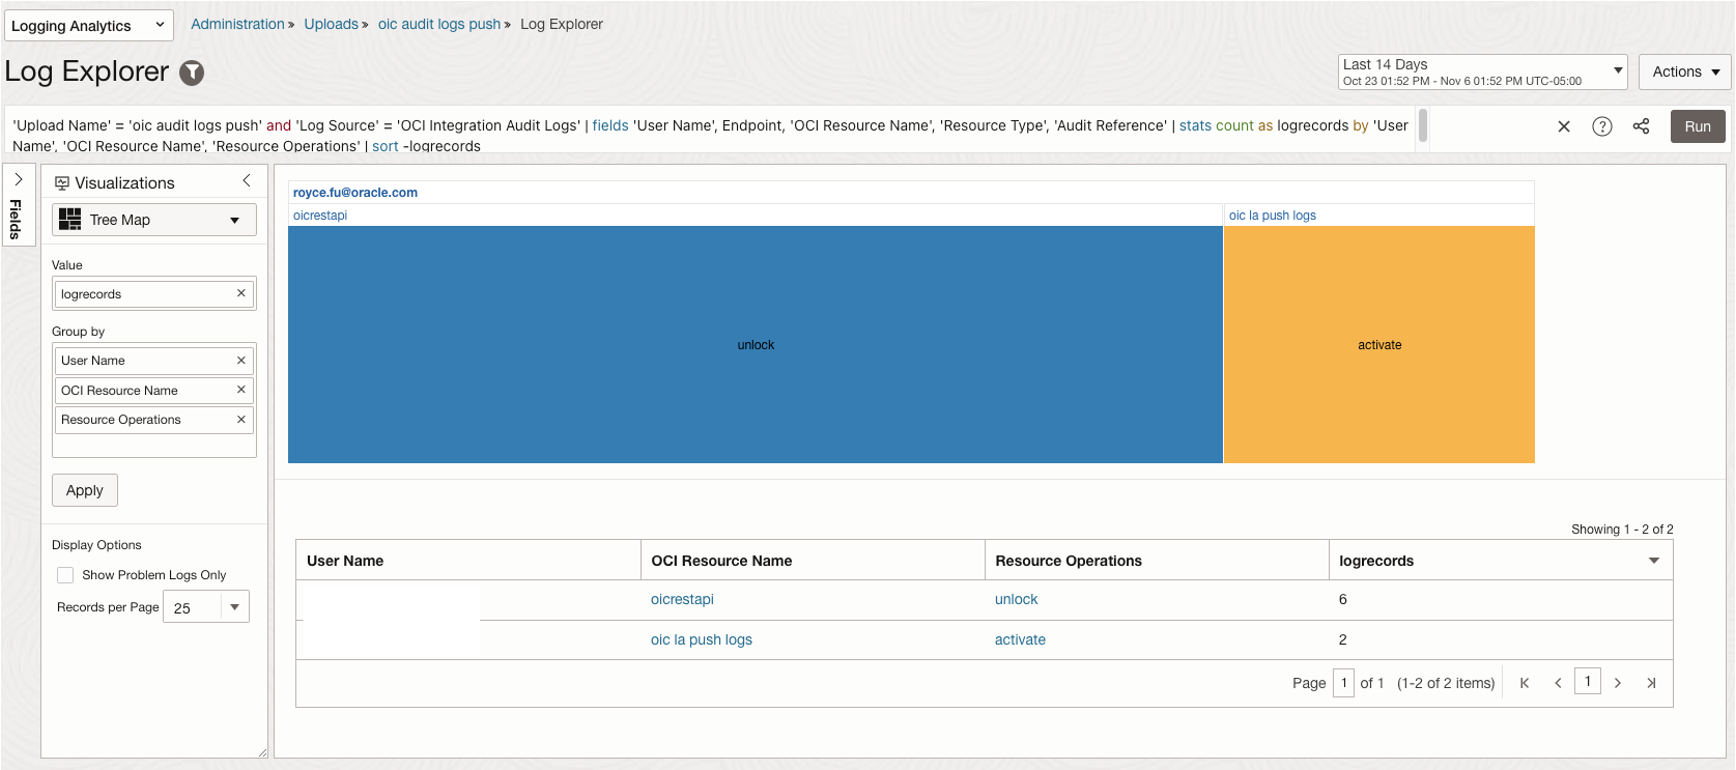 Logging Analytics
Administration » Uploads » oic audit logs push » Log Explorer
Log Explorer
Last 14 Days
Oct 23 01:52 PM - Nov 6 01:52 PM UTC-05:00
Actions
'Upload Name' = 'oic audit logs push' and 'Log Source' = 'OCI Integration Audit Logs' | fields 'User Name', Endpoint, 'OCI Resource Name', 'Resource Type', 'Audit Reference' | stats count as logrecords by 'User
Name', 'OCI Resource Name', 'Resource Operations' | sort -logrecords
?
Run
Fields
Visualizations
Tree Map
Value
logrecords
Group by
User Name
OCI Resource Name
Resource Operations
Apply
Display Options
Show Problem Logs Only
Records per Page 25
royce.fu@oracle.com
oicrestapi
oic la push logs
unlock
activate
Showing 1 - 2 of 2
User Name OCI Resource Name Resource Operations logrecords
oicrestapi unlock 6
oic la push logs activate 2
Page 1 of 1 (1-2 of 2 items) 1